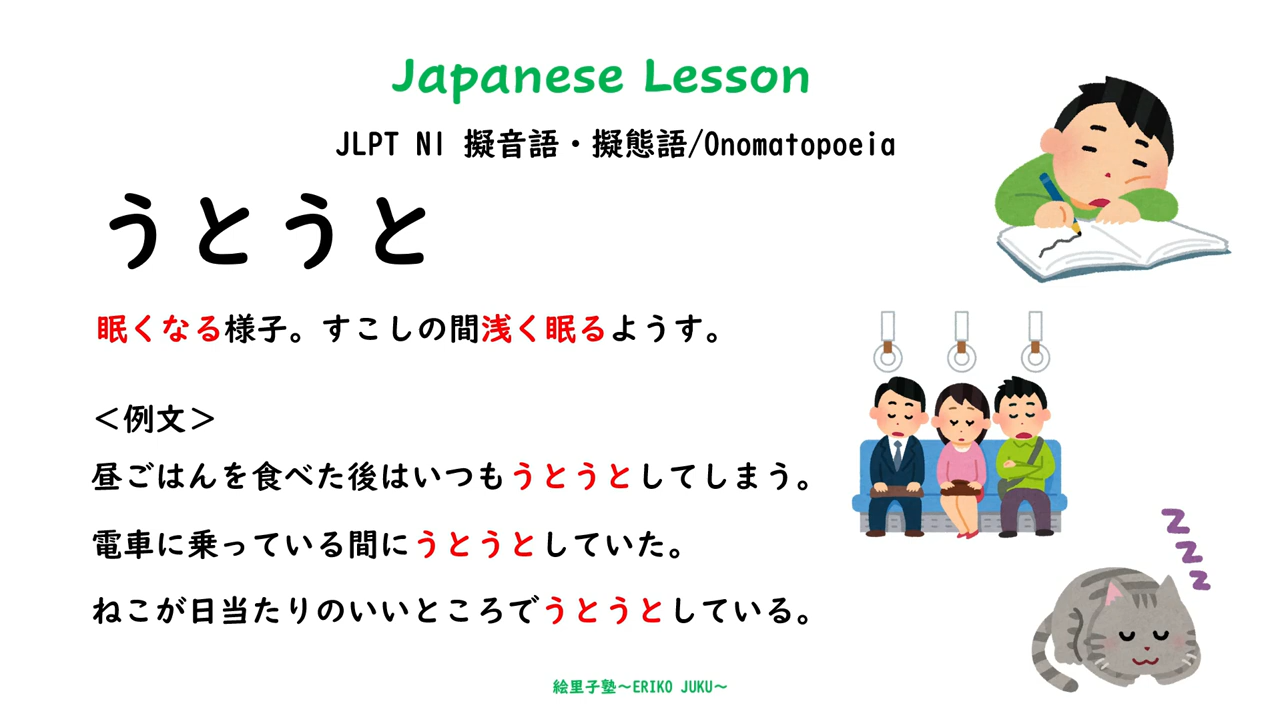 Japanese Lesson
JLPT N1 擬音語・擬態語/Onomatopoeia
うとうと
眠くなる様子。すこしの間浅く眠るようす。
＜例文＞
昼ごはんを食べた後はいつもうとうとしてしまう。
電車に乗っている間にうとうとしていた。
ねこが日当たりのいいところでうとうとしている。
z
z
z
絵里子塾～ERIKO JUKU～